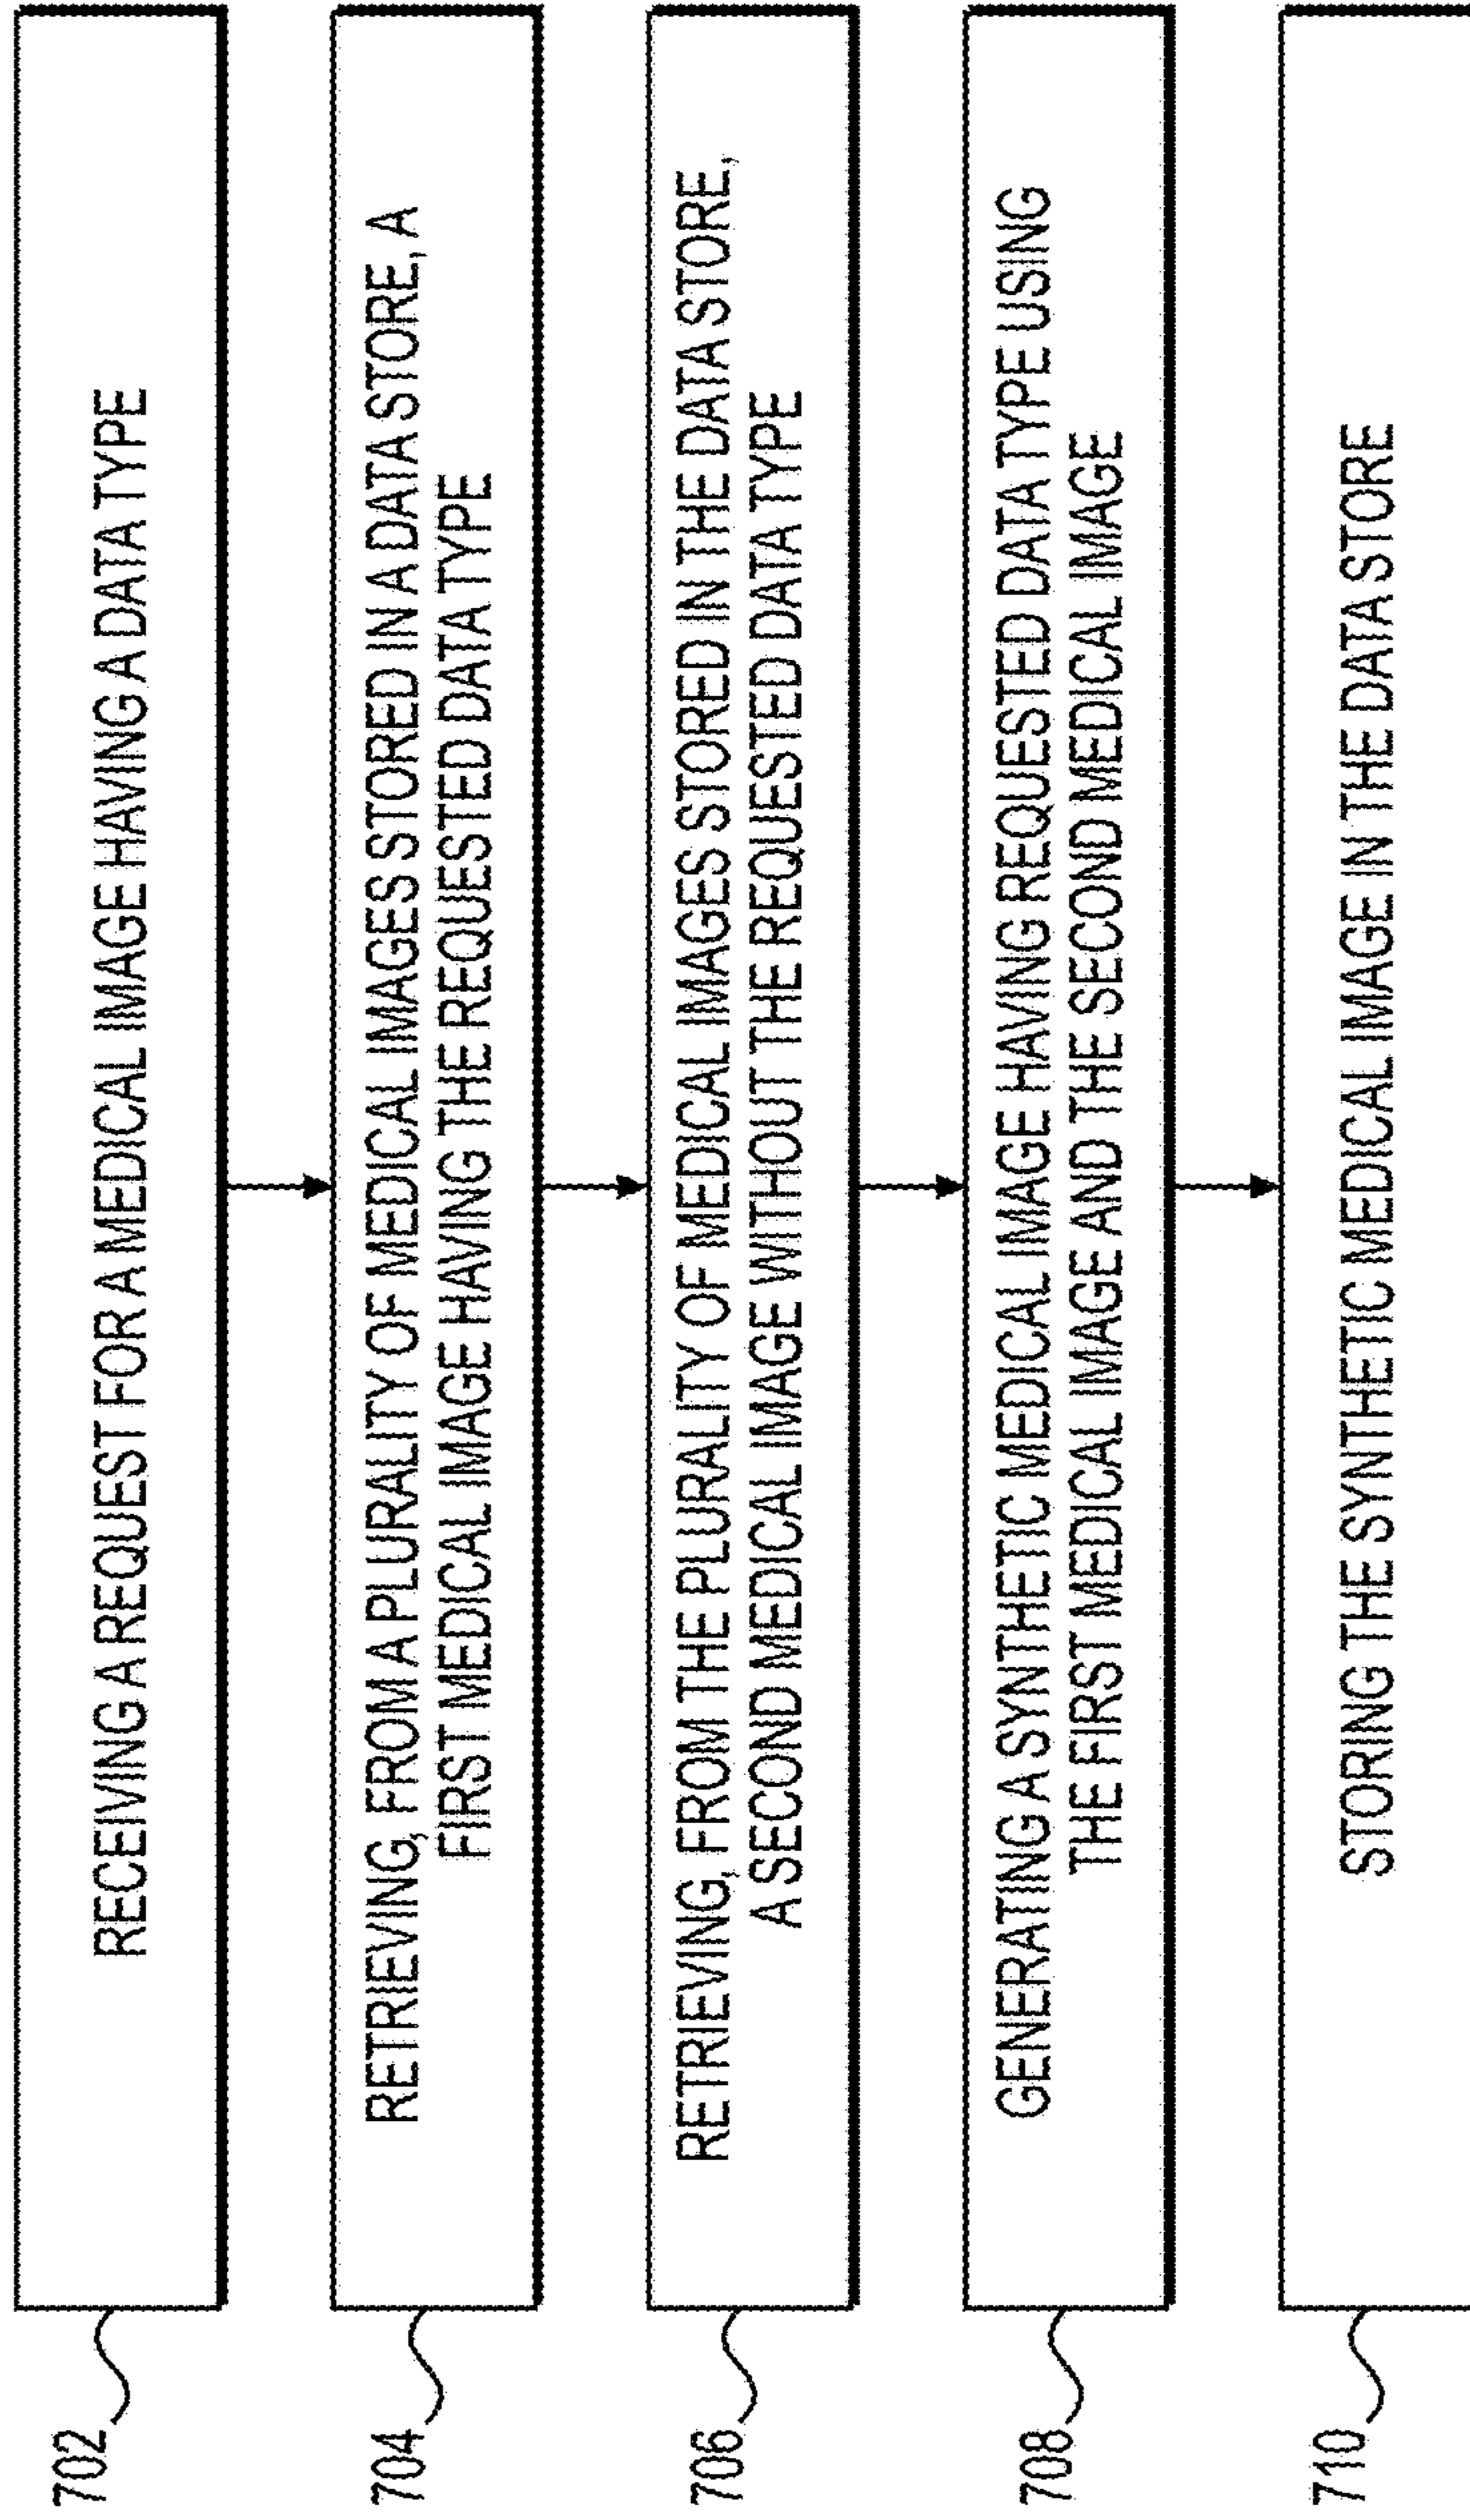 702
RECEIVING A REQUEST FOR A MEDICAL IMAGE HAVING A DATA TYPE
704
RETRIEVING, FROM A PLURALITY OF MEDICAL IMAGES STORED IN A DATA STORE, A
FIRST MEDICAL IMAGE HAVING THE REQUESTED DATA TYPE
706
RETRIEVING, FROM THE PLURALITY OF MEDICAL IMAGES STORED IN THE DATA STORE,
A SECOND MEDICAL IMAGE WITHOUT THE REQUESTED DATA TYPE
708
GENERATING A SYNTHETIC MEDICAL IMAGE HAVING REQUESTED DATA TYPE USING
THE FIRST MEDICAL IMAGE AND THE SECOND MEDICAL IMAGE
710
STORING THE SYNTHETIC MEDICAL IMAGE IN THE DATA STORE